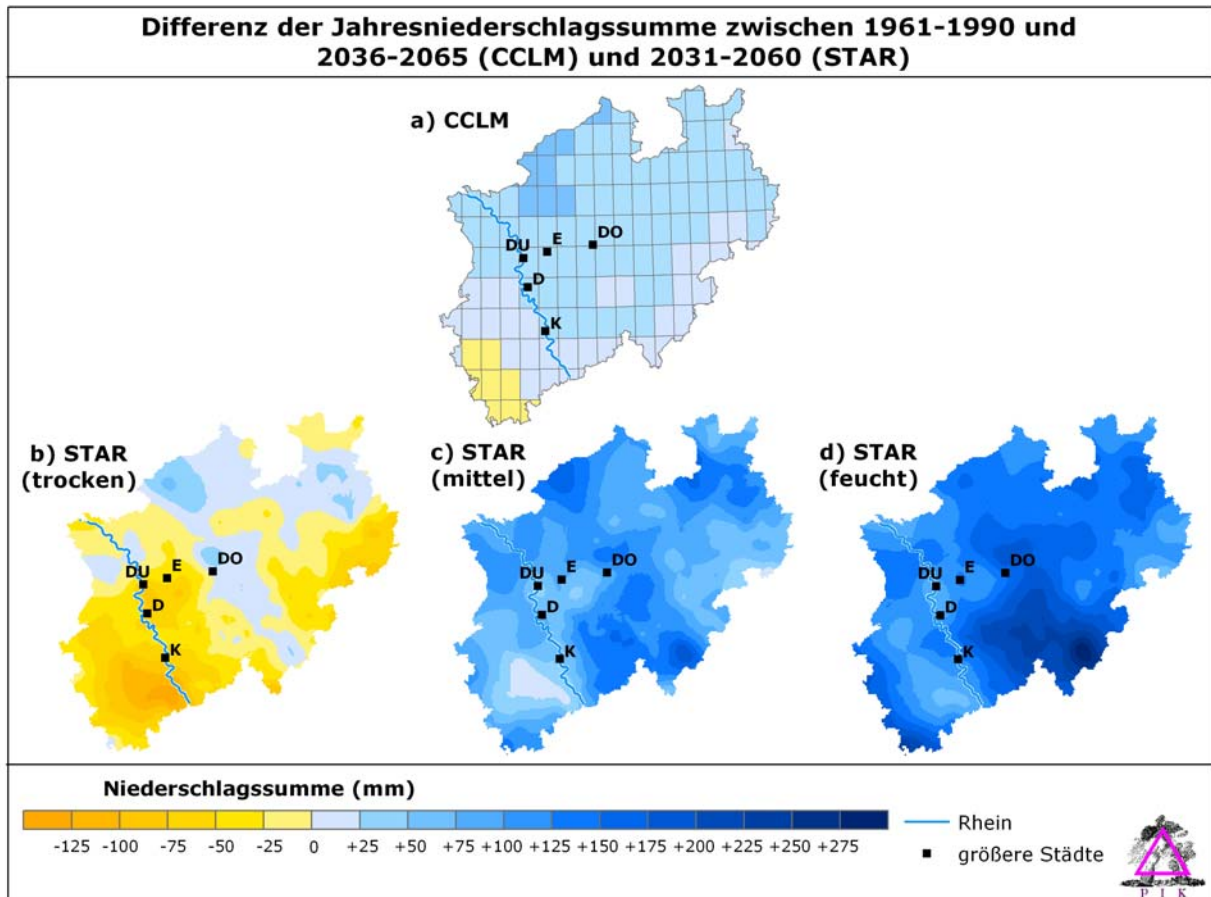 Differenz der Jahresniederschlagssumme zwischen 1961-1990 und
2036-2065 (CCLM) und 2031-2060 (STAR)
a) CCLM
DU
E
DO
D
K
b) STAR
(trocken)
DU
E
DO
D
K
c) STAR
(mittel)
DU
E
DO
D
K
d) STAR
(feucht)
DU
E
DO
D
K
Niederschlagssumme (mm)
-125 -100 -75 -50 -25 0 +25 +50 +75 +100 +125 +150 +175 +200 +225 +250 +275
Rhein
größere Städte
P I K